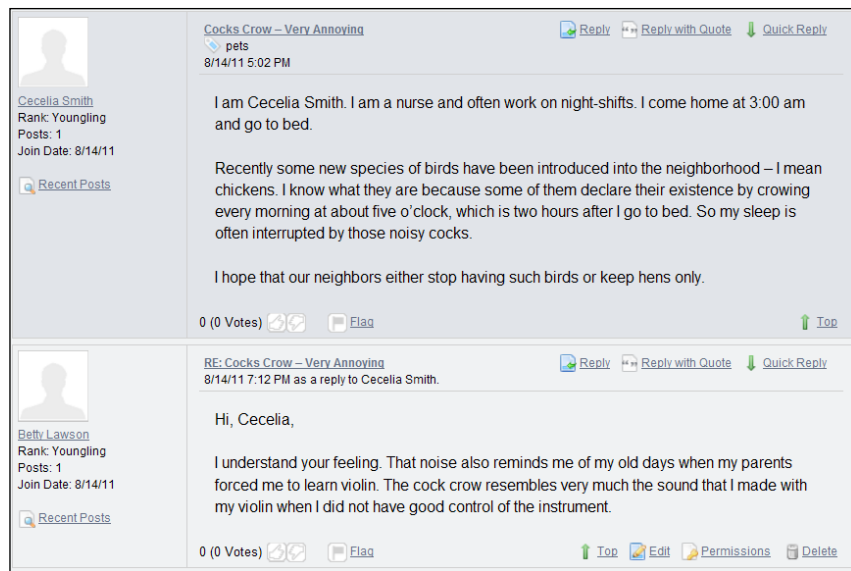 Cocks Crow – Very Annoying
Reply Reply with Quote Quick Reply
pets
8/14/11 5:02 PM
Cecelia Smith
Rank: Youngling
Posts: 1
Join Date: 8/14/11
Recent Posts
I am Cecelia Smith. I am a nurse and often work on night-shifts. I come home at 3:00 am
and go to bed.
Recently some new species of birds have been introduced into the neighborhood – I mean
chickens. I know what they are because some of them declare their existence by crowing
every morning at about five o'clock, which is two hours after I go to bed. So my sleep is
often interrupted by those noisy cocks.
I hope that our neighbors either stop having such birds or keep hens only.
0 (0 Votes) Flag Top
RE: Cocks Crow – Very Annoying
Reply Reply with Quote Quick Reply
8/14/11 7:12 PM as a reply to Cecelia Smith.
Betty Lawson
Rank: Youngling
Posts: 1
Join Date: 8/14/11
Recent Posts
Hi, Cecelia,
I understand your feeling. That noise also reminds me of my old days when my parents
forced me to learn violin. The cock crow resembles very much the sound that I made with
my violin when I did not have good control of the instrument.
0 (0 Votes) Flag Top Edit Permissions Delete